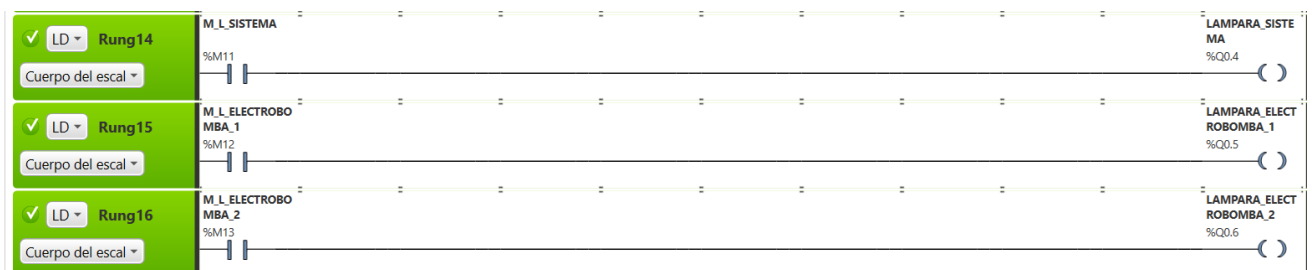 LD Rung14
Cuerpo del escal
M_L_SISTEMA
%M11
LAMPARA_SISTE
MA
%Q0.4
LD Rung15
Cuerpo del escal
M_L_ELECTROBO
MBA_1
%M12
LAMPARA_ELECT
ROBOMBA_1
%Q0.5
LD Rung16
Cuerpo del escal
M_L_ELECTROBO
MBA_2
%M13
LAMPARA_ELECT
ROBOMBA_2
%Q0.6